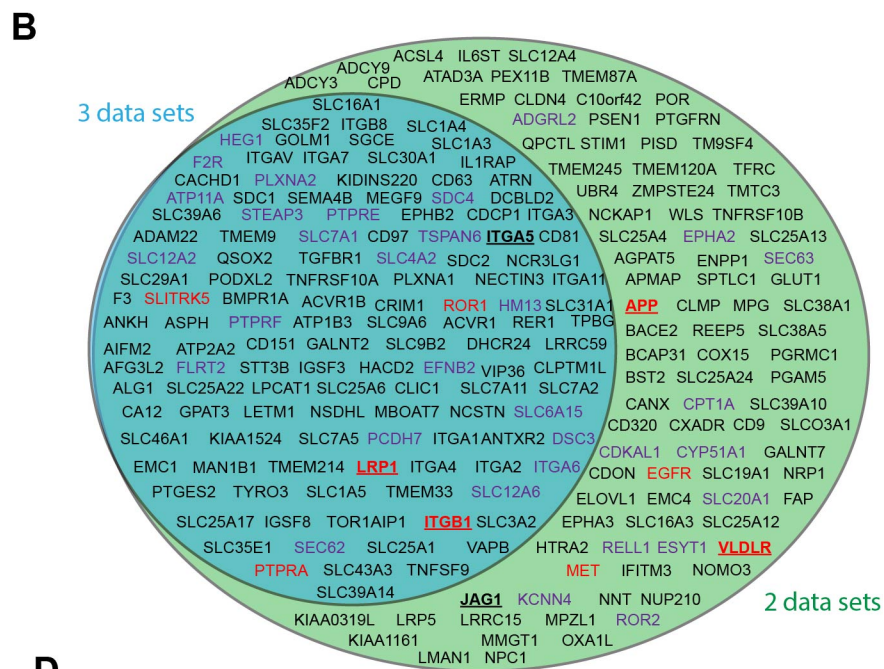 B
ACSL4 IL6ST SLC12A4
ADCY9
ADCY3 CPD ATAD3A PEX11B TMEM87A
3 data sets
SLC16A1 ERMP CLDN4 C10orf42 POR
SLC35F2 ITGB8 SLC1A4 ADGRL2 PSEN1 PTGFRN
HEG1 GOLM1 SGCE SLC1A3 QPCTL STIM1 PISD TM9SF4
F2R ITGAV ITGA7 SLC30A1 IL1RAP
CACHD1 PLXNA2 KIDINS220 CD63 ATRN TMEM245 TMEM120A TFRC
ATP11A SDC1 SEMA4B MEGF9 SDC4 DCBLD2 UBR4 ZMPSTE24 TMTC3
SLC39A6 STEAP3 PTPRE EPHB2 CDCP1 ITGA3 NCKAP1 WLS TNFRSF10B
ADAM22 TMEM9 SLC7A1 CD97 TSPAN6 ITGA5 CD81 SLC25A4 EPHA2 SLC25A13
SLC12A2 QSOX2 TGFBR1 SLC4A2 SDC2 NCR3LG1 AGPAT5 ENPP1 SEC63
SLC29A1 PODXL2 TNFRSF10A PLXNA1 NECTIN3 ITGA11 APMAP SPTLC1 GLUT1
F3 SLITRK5 BMPR1A ACVR1B CRIM1 ROR1 HM13 SLC31A1 APP CLMP MPG SLC38A1
ANKH ASPH PTPRF ATP1B3 SLC9A6 ACVR1 RER1 TPBG BACE2 REEP5 SLC38A5
AIFM2 ATP2A2 CD151 GALNT2 SLC9B2 DHCR24 LRRC59 BCAP31 COX15 PGRMC1
AFG3L2 FLRT2 STT3B IGSF3 HACD2 EFNB2 VIP36 CLPTM1L BST2 SLC25A24 PGAM5
ALG1 SLC25A22 LPCAT1 SLC25A6 CLIC1 SLC7A11 SLC7A2
CA12 GPAT3 LETM1 NSDHL MBOAT7 NCSTN SLC6A15 CANX CPT1A SLC39A10
CD320 CXADR CD9 SLCO3A1
SLC46A1 KIAA1524 SLC7A5 PCDH7 ITGA1 ANTXR2 DSC3 CDKAL1 CYP51A1 GALNT7
EMC1 MAN1B1 TMEM214 LRP1 ITGA4 ITGA2 ITGA6 CDON EGFR SLC19A1 NRP1
PTGES2 TYRO3 SLC1A5 TMEM33 SLC12A6 ELOVL1 EMC4 SLC20A1 FAP
SLC25A17 IGSF8 TOR1AIP1 ITGB1 SLC3A2 EPHA3 SLC16A3 SLC25A12
SLC35E1 SEC62 SLC25A1 VAPB HTRA2 RELL1 ESYT1 VLDLR
PTPRA SLC43A3 TNFSF9 MET IFITM3 NOMO3
SLC39A14 JAG1 KCNN4 NNT NUP210 2 data sets
KIAA0319L LRP5 LRRC15 MPZL1 ROR2
KIAA1161 MMGT1 OXA1L
LMAN1 NPC1